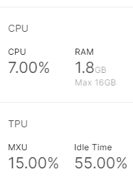 CPU
CPU RAM
7.00% 1.8GB
Max 16GB
TPU
MXU Idle Time
15.00% 55.00%